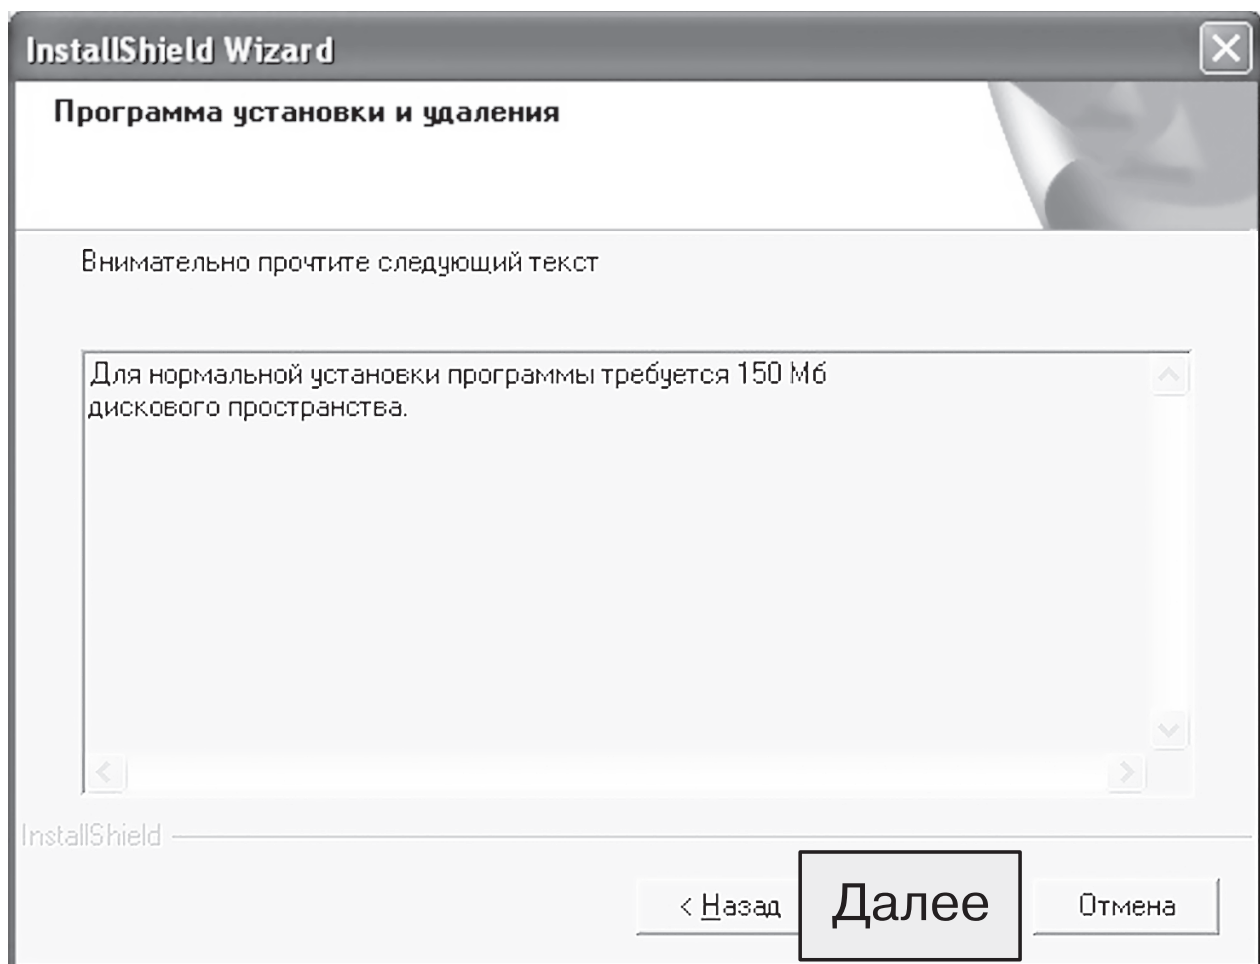 InstallShield Wizard
Программа установки и удаления
Внимательно прочтите следующий текст
Для нормальной установки программы требуется 150 Мб
дискового пространства.
InstallShield
< Назад Далее Отмена